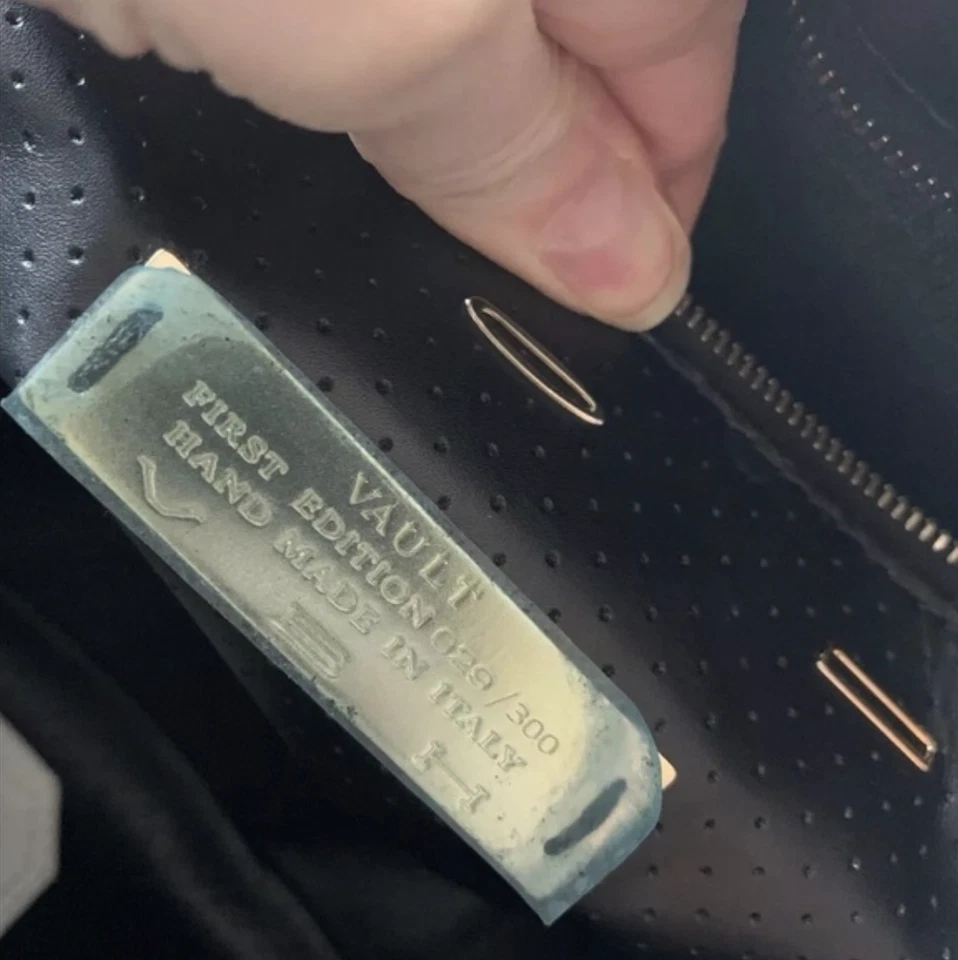 VAULT
FIRST EDITION 029/300
HAND MADE IN ITALY